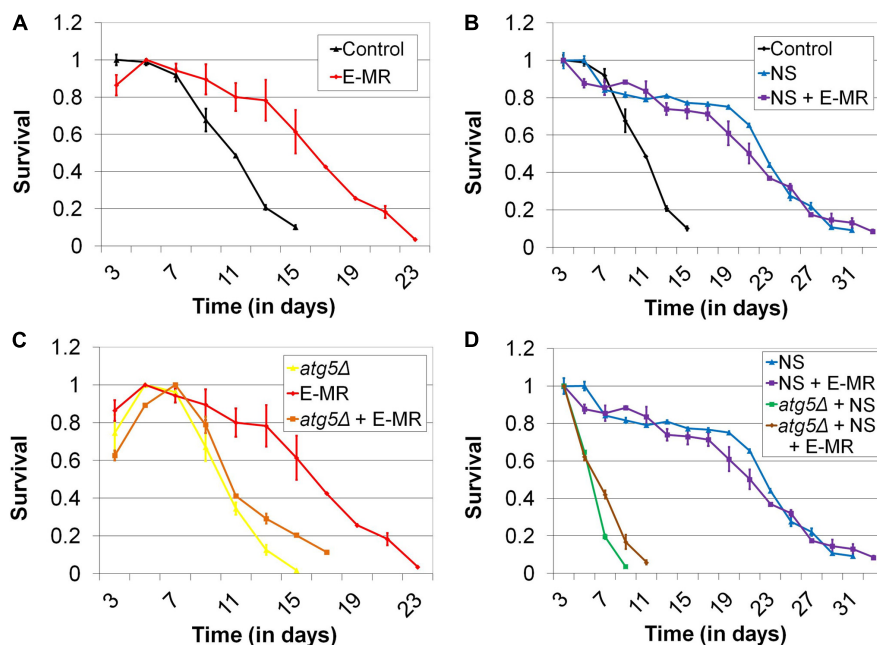 A
1.2
1
0.8
0.6
0.4
0.2
0
Survival
3
7
11
15
19
23
Time (in days)
Control
E-MR
B
1.2
1
0.8
0.6
0.4
0.2
0
Survival
3
7
11
15
19
23
27
31
Time (in days)
Control
NS
NS + E-MR
C
1.2
1
0.8
0.6
0.4
0.2
0
Survival
3
7
11
15
19
23
Time (in days)
atg5Δ
E-MR
atg5Δ + E-MR
D
1.2
1
0.8
0.6
0.4
0.2
0
Survival
3
7
11
15
19
23
27
31
Time (in days)
NS
NS + E-MR
atg5Δ + NS
atg5Δ + NS
+ E-MR